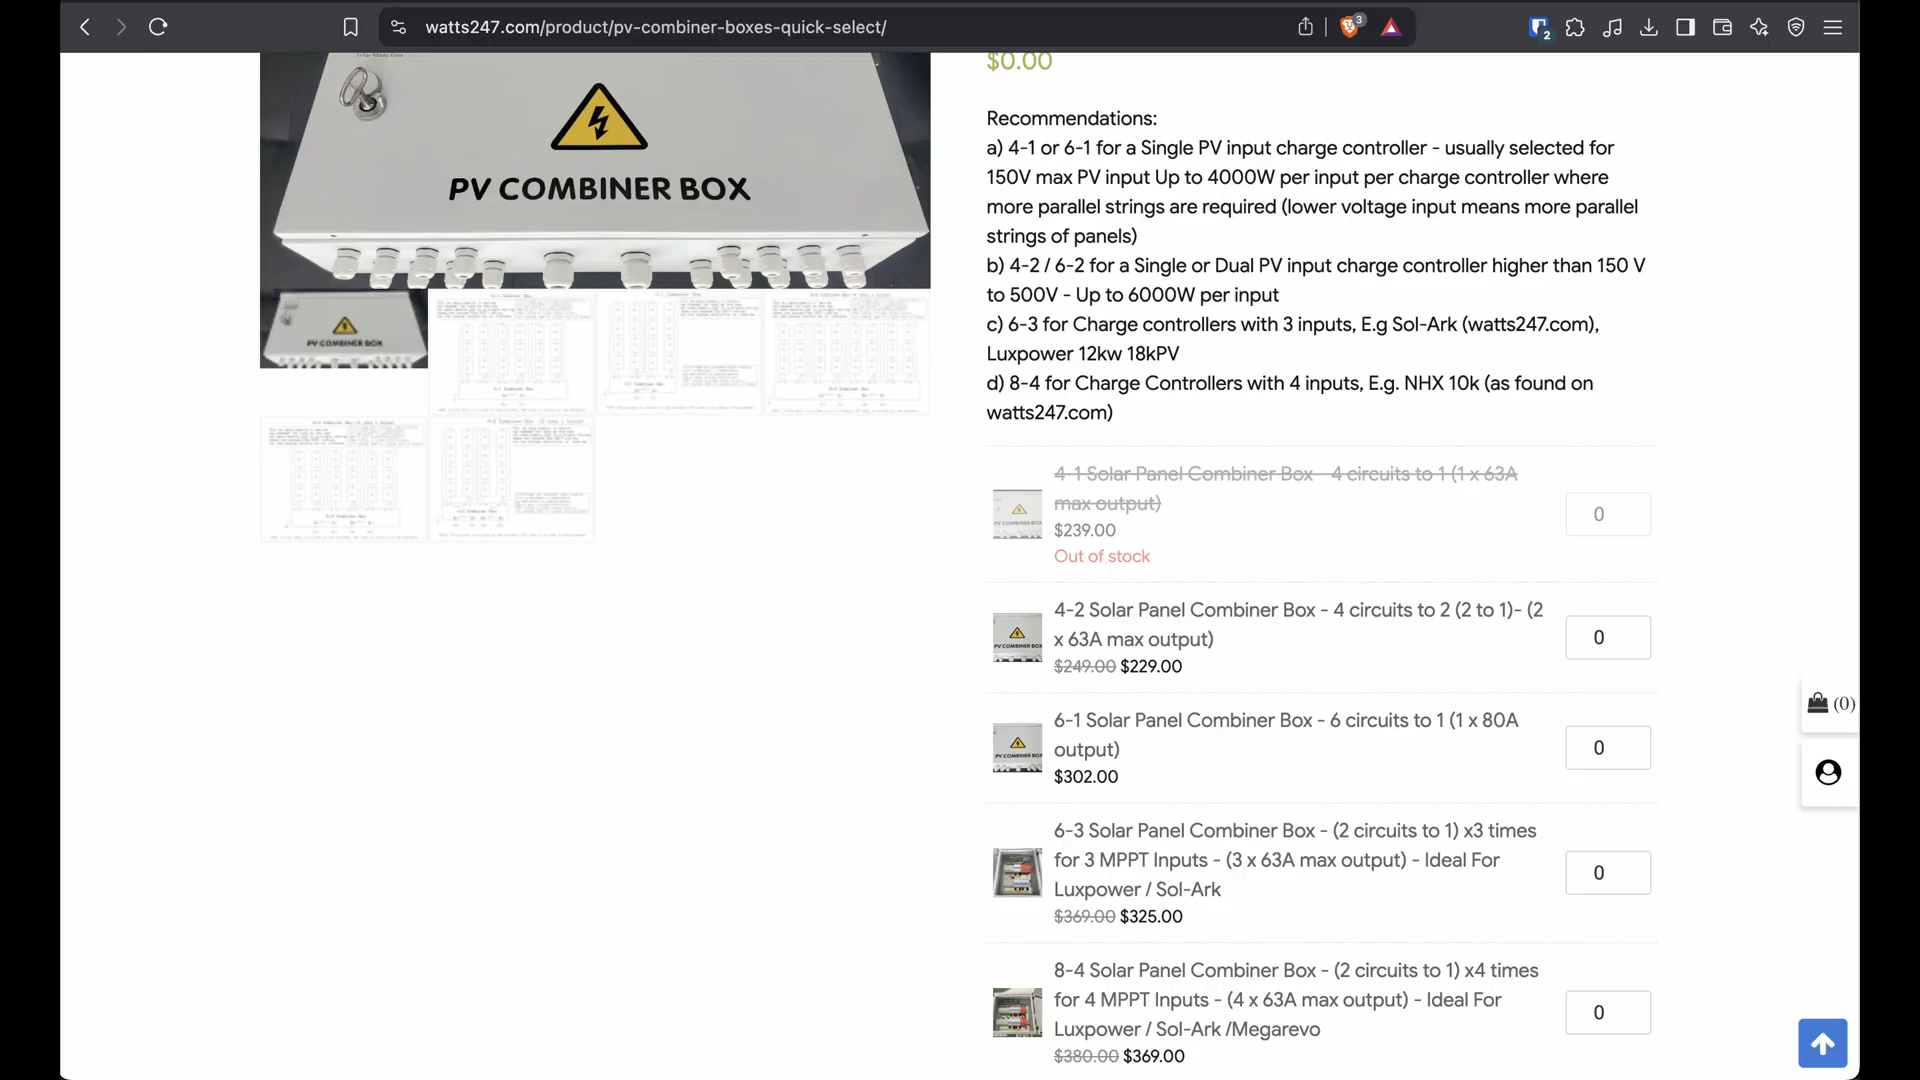 watts247.com/product/pv-combiner-boxes-quick-select/
3
2
PV COMBINER BOX
PV COMBINER BOX
$0.00
Recommendations:
a) 4-1 or 6-1 for a Single PV input charge controller - usually selected for
150V max PV input Up to 4000W per input per charge controller where
more parallel strings are required (lower voltage input means more parallel
strings of panels)
b) 4-2 / 6-2 for a Single or Dual PV input charge controller higher than 150 V
to 500V - Up to 6000W per input
c) 6-3 for Charge controllers with 3 inputs, E.g Sol-Ark (watts247.com),
Luxpower 12kw 18kPV
d) 8-4 for Charge Controllers with 4 inputs, E.g. NHX 10k (as found on
watts247.com)
4-1 Solar Panel Combiner Box - 4 circuits to 1 (1 x 63A
max output)
$239.00
Out of stock
0
4-2 Solar Panel Combiner Box - 4 circuits to 2 (2 to 1)- (2
x 63A max output)
$249.00 $229.00
0
6-1 Solar Panel Combiner Box - 6 circuits to 1 (1 x 80A
output)
$302.00
0
6-3 Solar Panel Combiner Box - (2 circuits to 1) x3 times
for 3 MPPT Inputs - (3 x 63A max output) - Ideal For
Luxpower / Sol-Ark
$369.00 $325.00
0
8-4 Solar Panel Combiner Box - (2 circuits to 1) x4 times
for 4 MPPT Inputs - (4 x 63A max output) - Ideal For
Luxpower / Sol-Ark /Megarevo
$380.00 $369.00
0
(0)